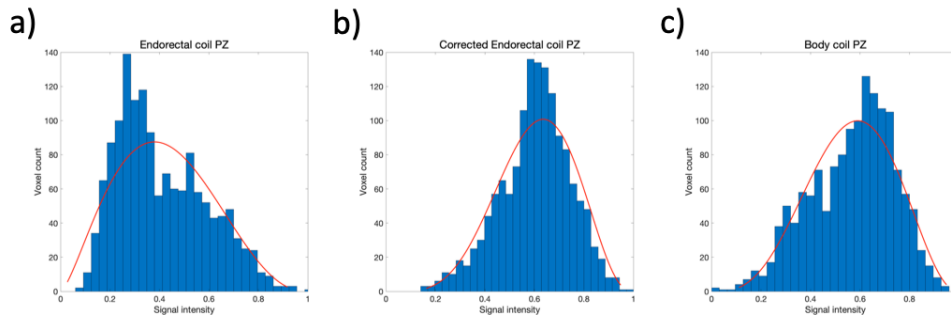 a)
Endorectal coil PZ
140
120
100
80
60
40
20
0
Voxel count
0 0.2 0.4 0.6 0.8 1
Signal intensity
b)
Corrected Endorectal coil PZ
140
120
100
80
60
40
20
0
Voxel count
0 0.2 0.4 0.6 0.8 1
Signal intensity
c)
Body coil PZ
140
120
100
80
60
40
20
0
Voxel count
0 0.2 0.4 0.6 0.8
Signal intensity